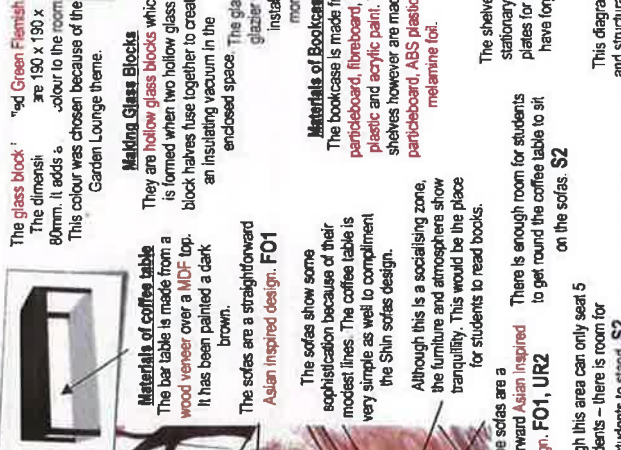 The glass block
ed Green Flemish
The dimensi are 190 x 190 x
80mm. It adds a colour to the room.
This colour was chosen because of the
Garden Lounge theme.
Making Glass Blocks
They are hollow glass blocks whic
is formed when two hollow glass
block halves fuse together to creat
an insulating vacuum in the
enclosed space. The gla
glazier
instal
mor
Materials of coffee table
The bar table is made from a
wood veneer over a MDF top.
It has been painted a dark
brown.
The sofas are a straightforward
Asian inspired design. FO1
The sofas show some
sophistication because of their
modest lines. The coffee table is
very simple as well to compliment
the Shin sofas design.
Although this is a socialising zone,
the furniture and atmosphere show
tranquillity. This would be the place
for students to read books.
Materials of Bookcas
The bookcase is made fr
particleboard, fibreboard,
plastic and acrylic paint.
shelves however are mad
particleboard, ABS plastic
melamine foil.
The shelve
stationary
plates for
have forg
There is enough room for students
to get round the coffee table to sit
on the sofas. S2
e sofas are a
rward Asian Inspired
gn. FO1, UR2
gh this area can only seat 5
dents – there is room for
tudents to stand. S2
This diagra
and structural